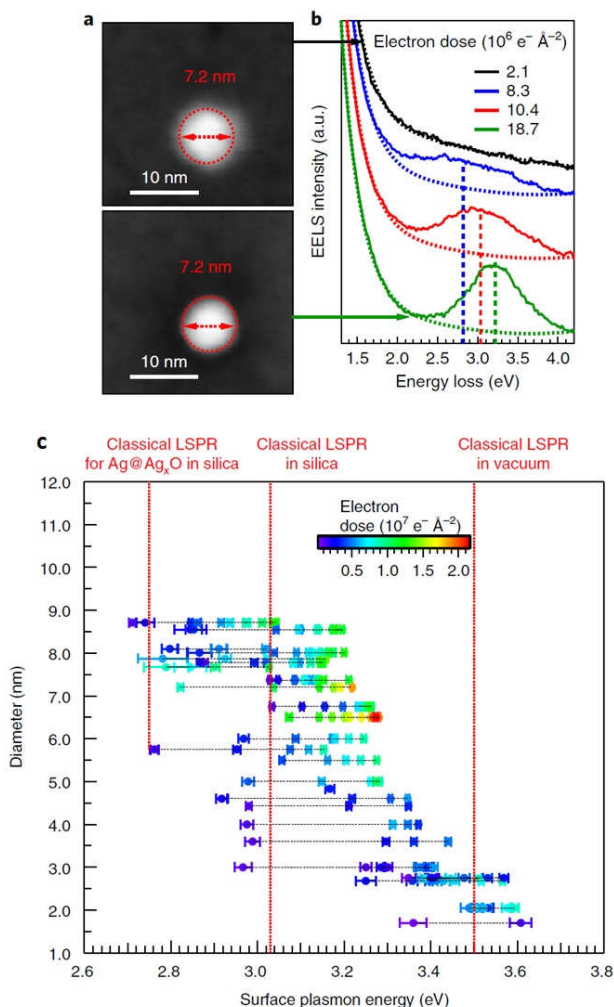 a
7.2 nm
10 nm
7.2 nm
10 nm
b
Electron dose (10⁶ e⁻ Å⁻²)
2.1
8.3
10.4
18.7
EELS intensity (a.u.)
1.5 2.0 2.5 3.0 3.5 4.0
Energy loss (eV)
c
Classical LSPR
for Ag@AgₓO in silica
Classical LSPR
in silica
Classical LSPR
in vacuum
Electron
dose (10⁷ e⁻ Å⁻²)
0.5 1.0 1.5 2.0
Diameter (nm)
12.0
11.0
10.0
9.0
8.0
7.0
6.0
5.0
4.0
3.0
2.0
1.0
2.6 2.8 3.0 3.2 3.4 3.6 3.8
Surface plasmon energy (eV)